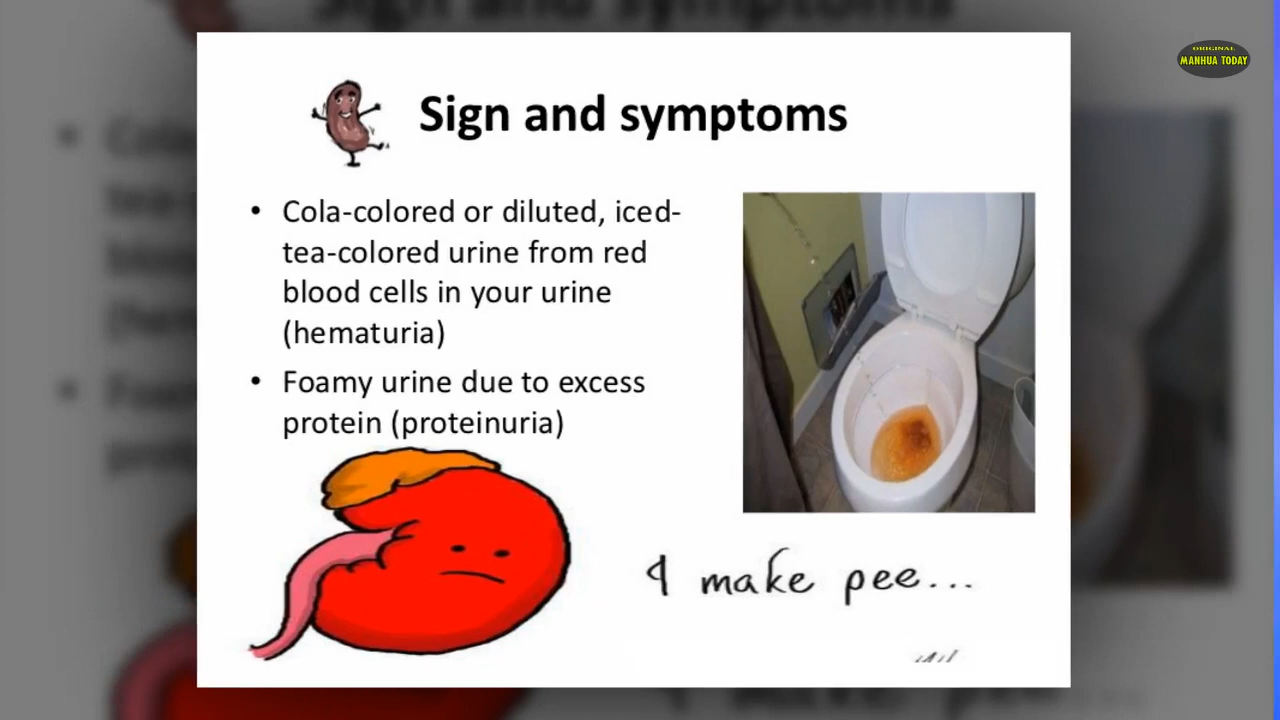 ORIGINAL
MANHUA TODAY
Sign and symptoms
• Cola-colored or diluted, iced-
tea-colored urine from red
blood cells in your urine
(hematuria)
• Foamy urine due to excess
protein (proteinuria)
I make pee...